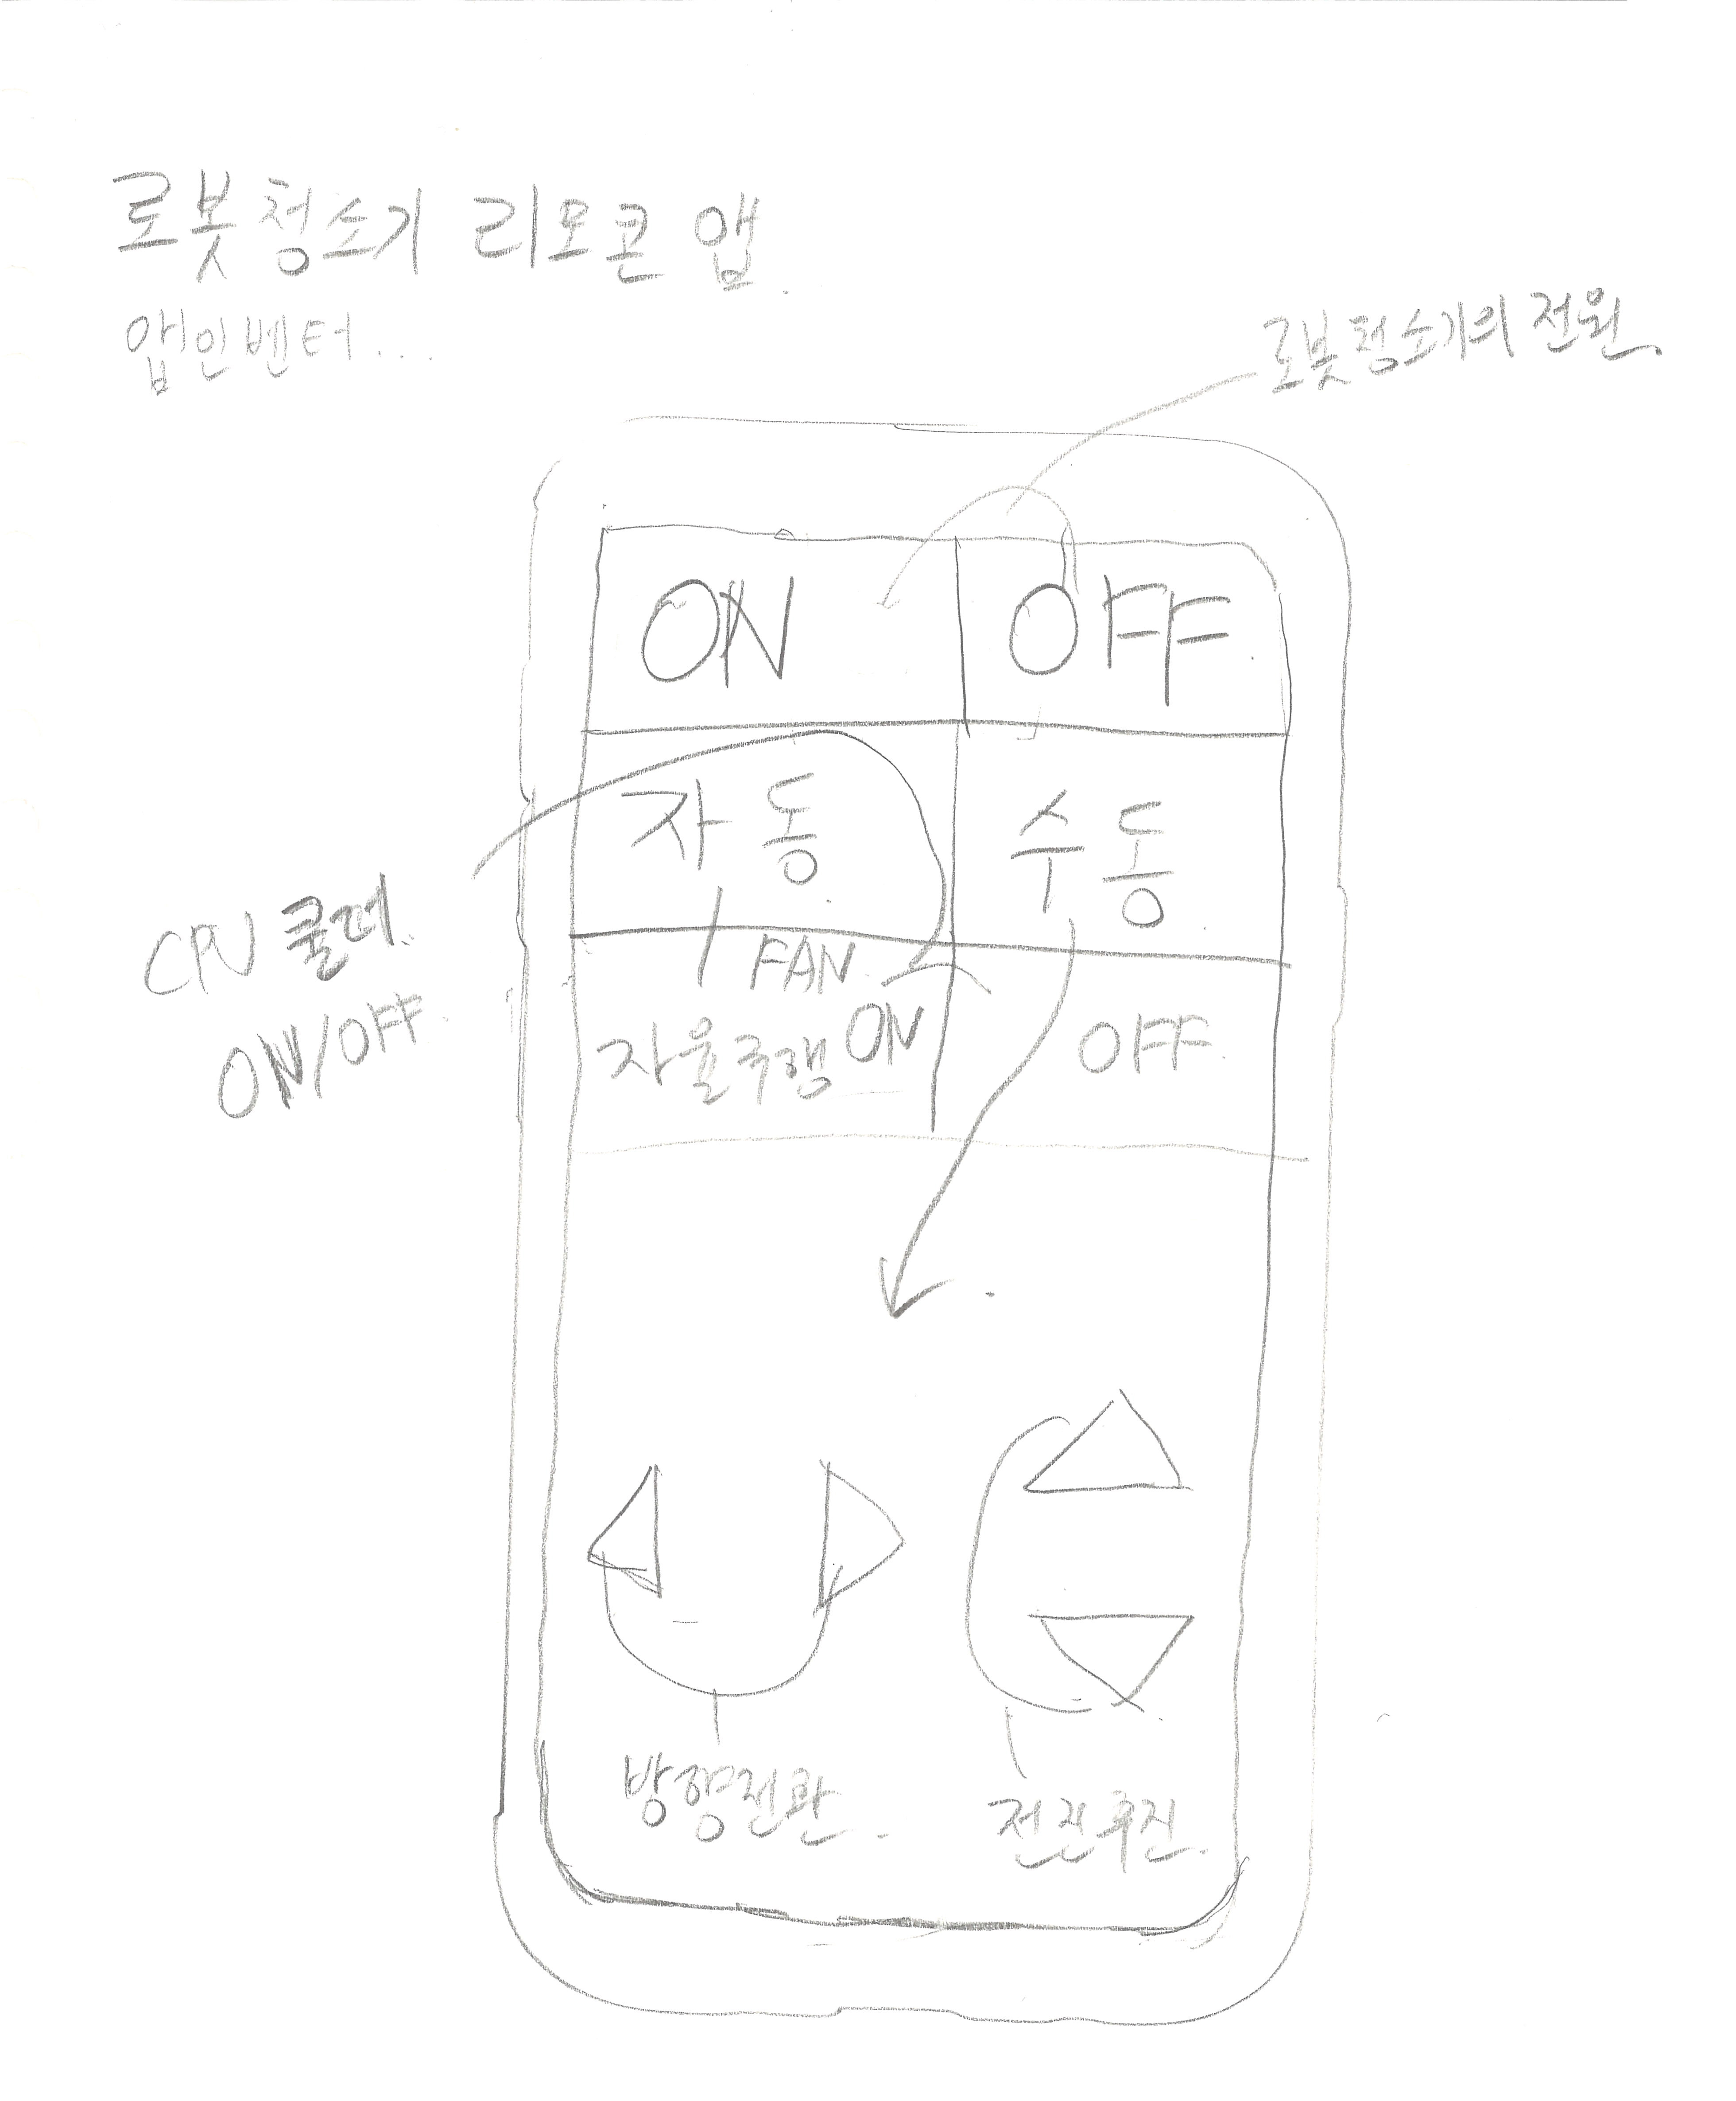 로봇청소기 리모콘 앱.
앱인벤터...
로봇청소기의 전원.
ON OFF
자동 수동
CPU 쿨러
ON/OFF
FAN
자율주행 ON OFF
방향전환.
전진후진.